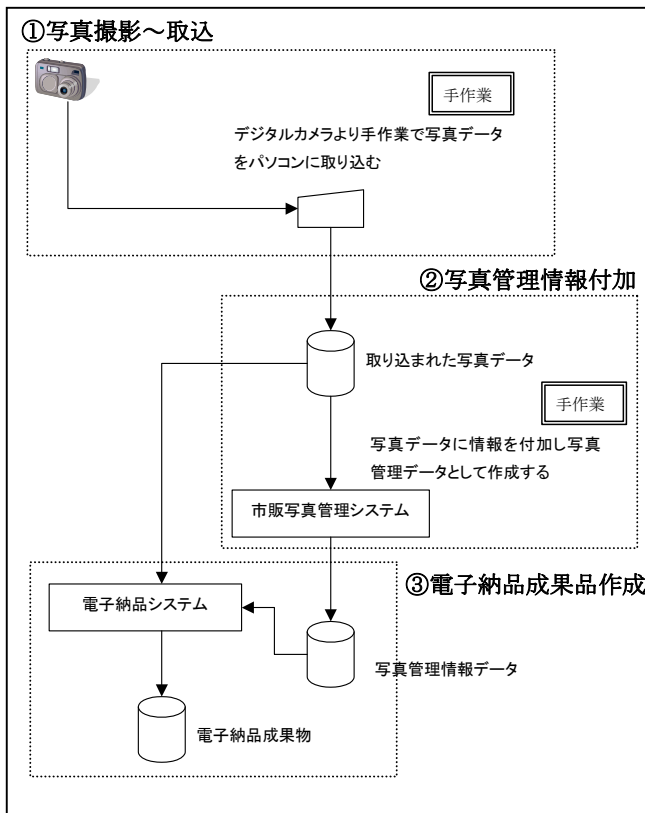 ①写真撮影～取込
手作業
デジタルカメラより手作業で写真データ
をパソコンに取り込む
②写真管理情報付加
取り込まれた写真データ
手作業
写真データに情報を付加し写真
管理データとして作成する
市販写真管理システム
③電子納品成果品作成
電子納品システム
写真管理情報データ
電子納品成果物